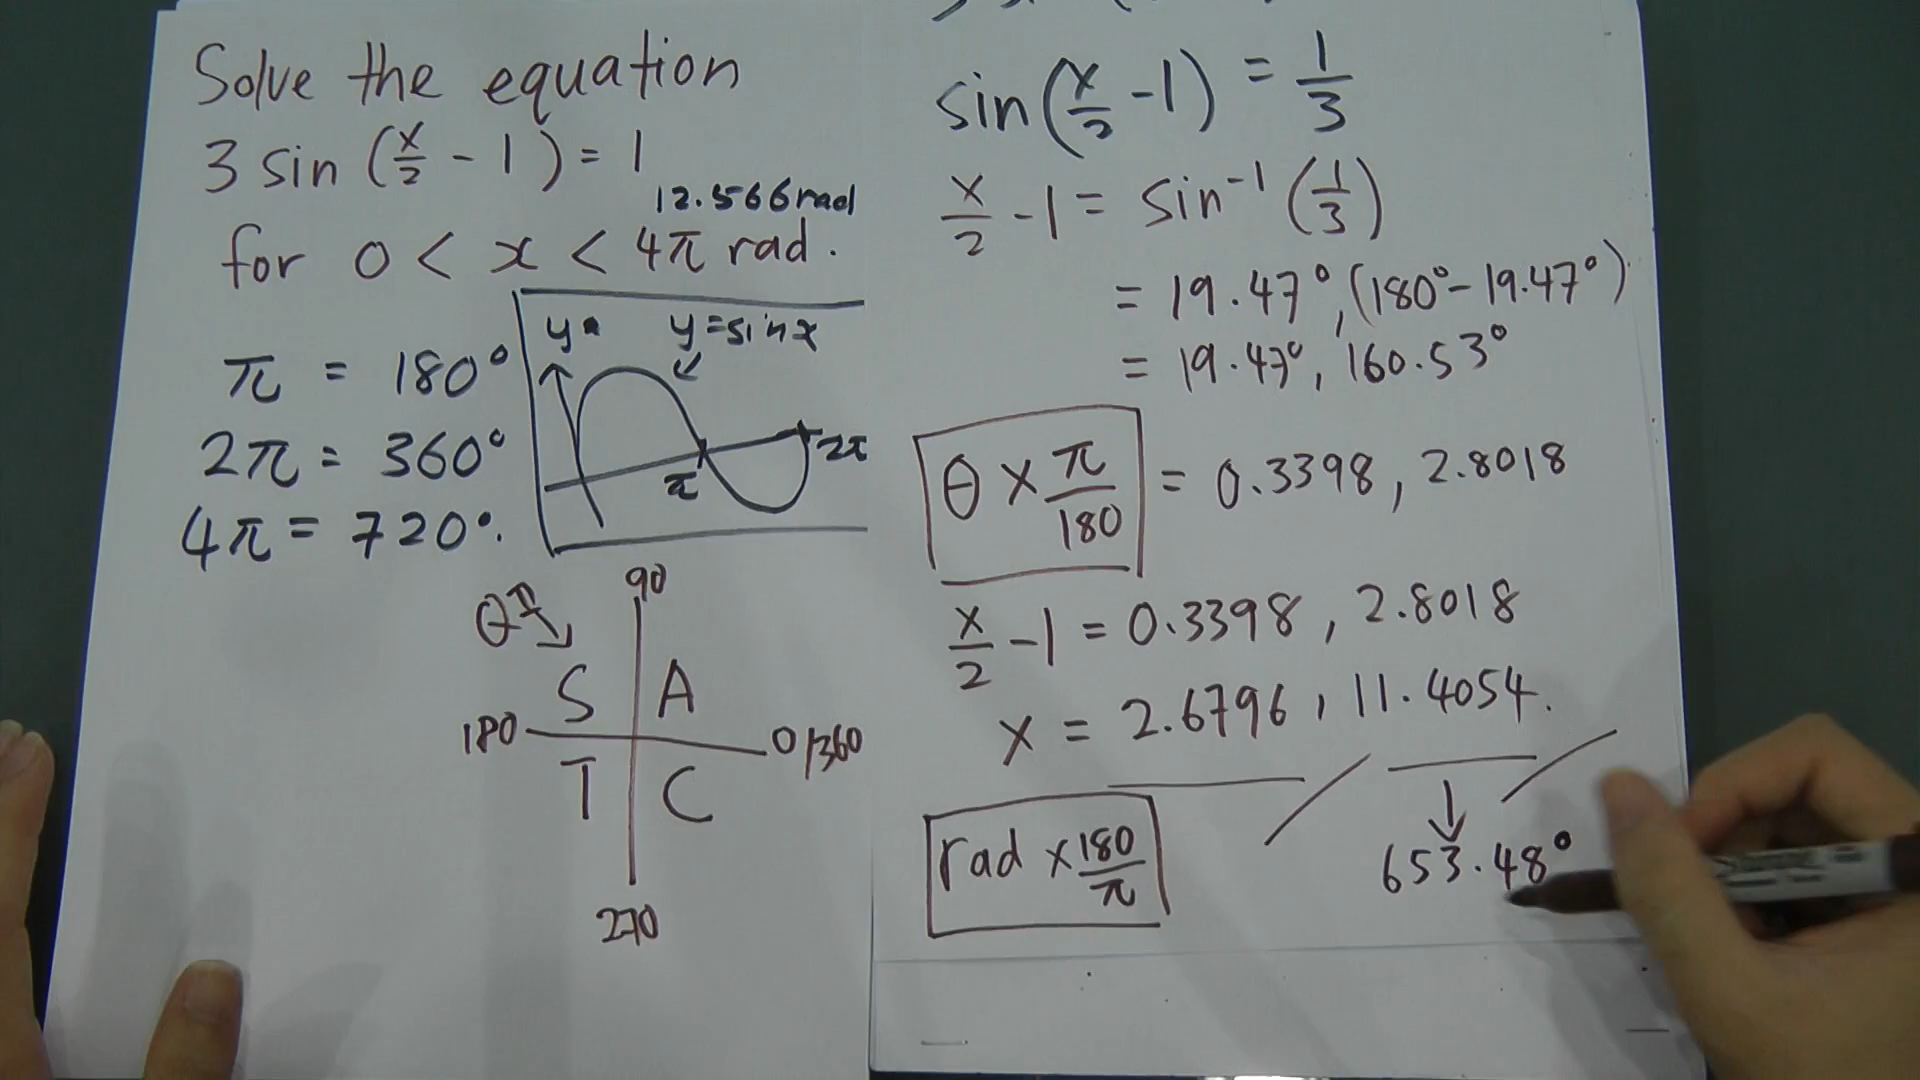 Solve the equation
3 sin (x/2 - 1) = 1
12.566 rad
for 0 < x < 4π rad.
π = 180°
2π = 360°
4π = 720°.
y
y = sin x
π
2π
90
S A
180 0/360
T C
270
sin (x/2 - 1) = 1/3
x/2 - 1 = sin⁻¹ (1/3)
= 19.47°, (180° - 19.47°)
= 19.47°, 160.53°
θ × π/180 = 0.3398, 2.8018
x/2 - 1 = 0.3398, 2.8018
x = 2.6796, 11.4054.
rad × 180/π
653.48°